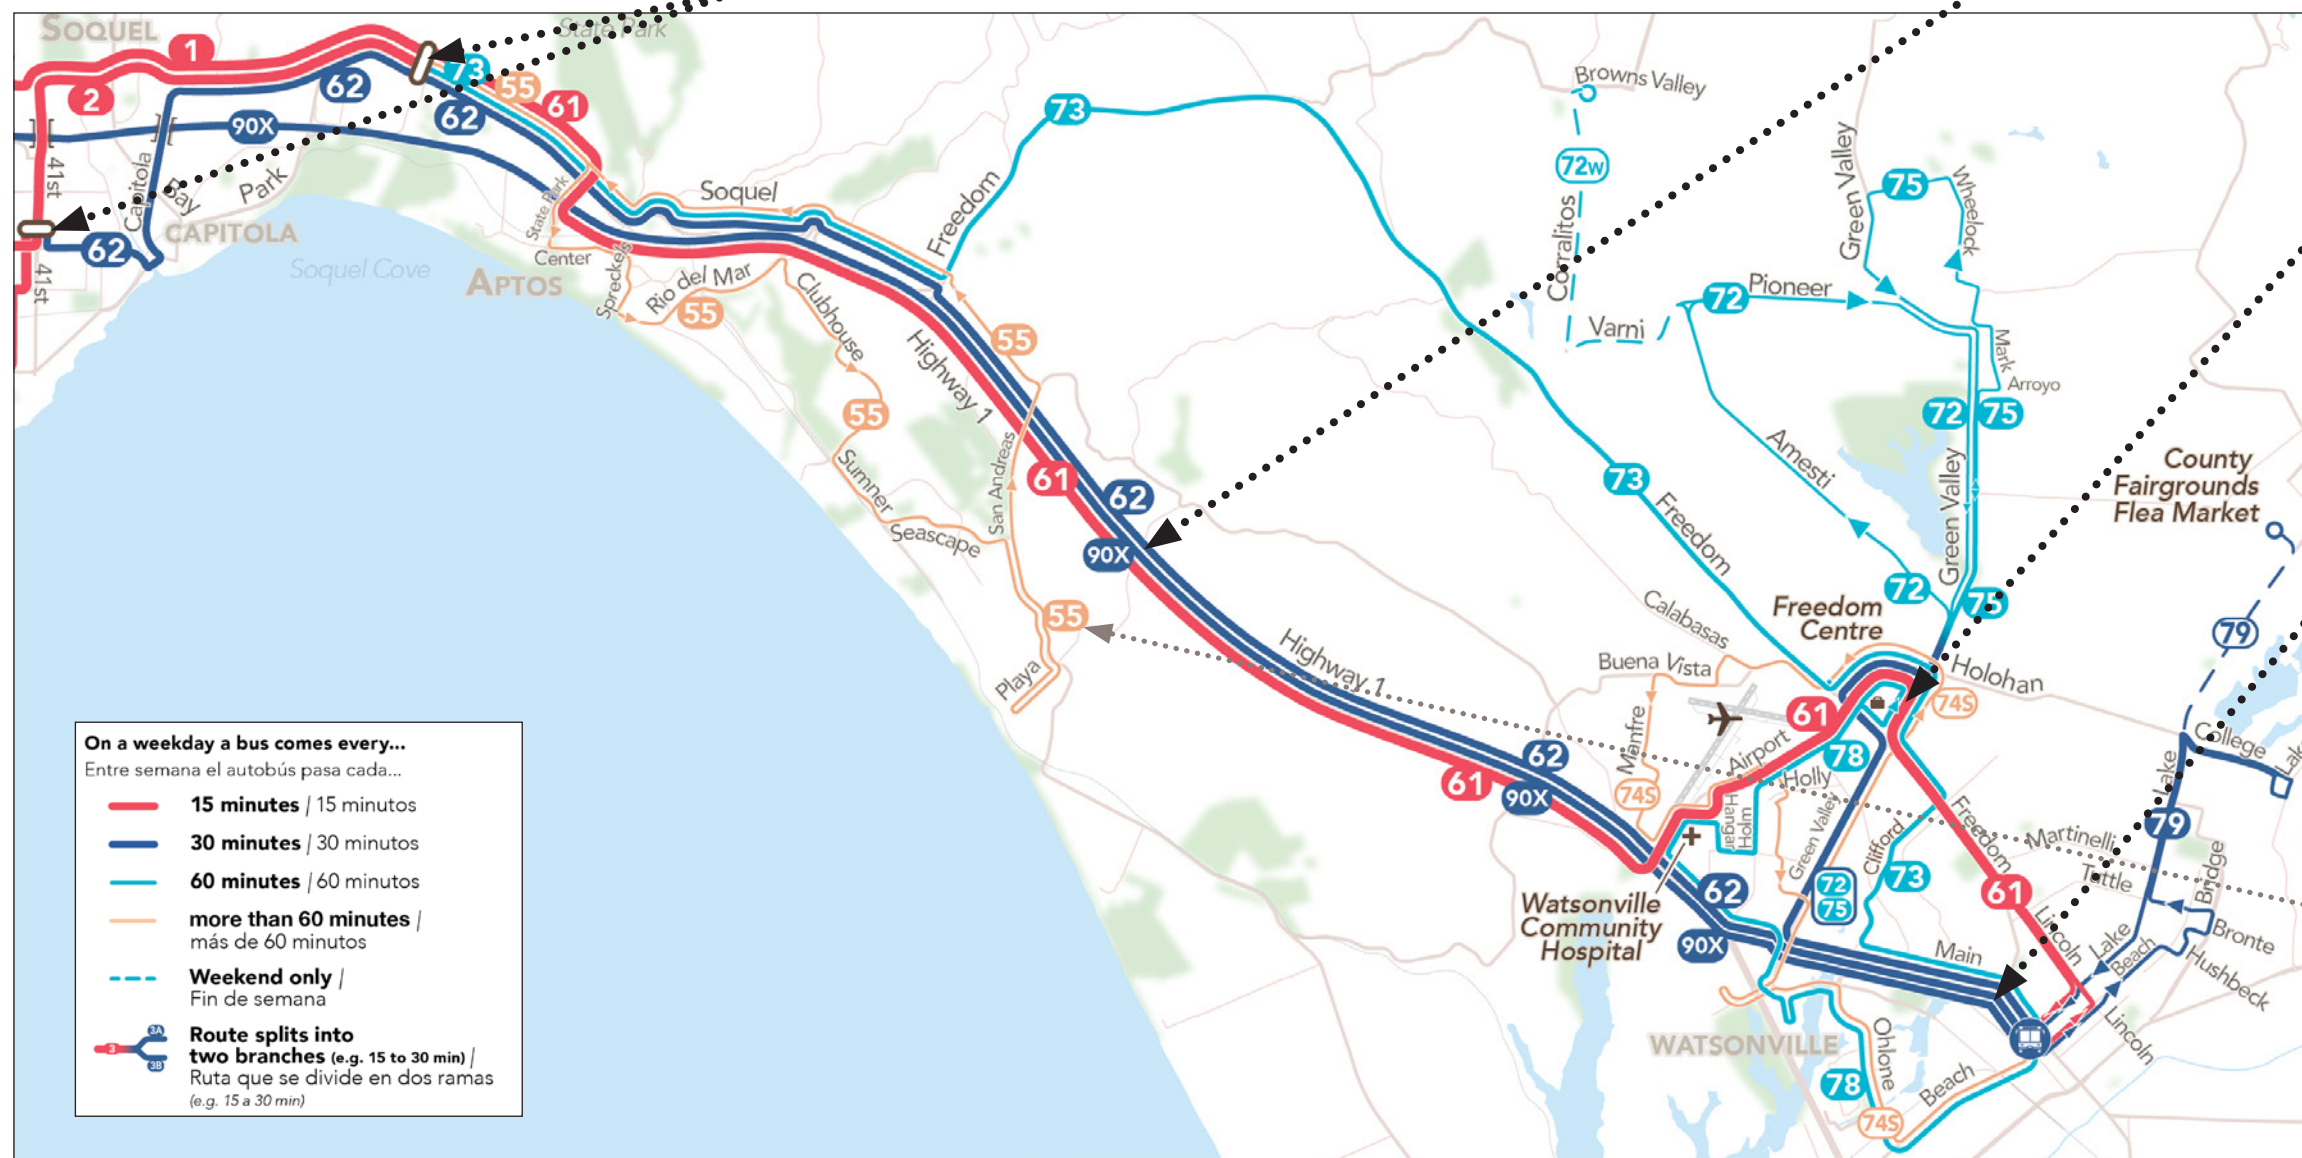 SOQUEL
State Park
1
2
62
73
55
61
62
90X
41st
Capitola
Bay
Park
CAPITOLA
62
41st
Soquel Cove
APTOS
State Park
Center
Spreckels
Soquel
Rio del Mar
55
Clubhouse
55
Sumner
Seascape
Freedom
73
Highway 1
55
San Andreas
61
62
90X
55
Playa
Highway 1
62
61
90X
Browns Valley
72W
Corralitos
Varni
72
Pioneer
Green Valley
75
Wheelock
Mark
Arroyo
72
75
Amesti
Green Valley
72
75
73
Freedom
Calabasas
Freedom
Centre
Holohan
Buena Vista
Manfre
74S
61
Airport
78
Holly
Hangar
Holm
74S
Green Valley
Clifford
73
Freedom
61
72
75
Watsonville
Community
Hospital
62
90X
Main
WATSONVILLE
Ohlone
78
74S
Beach
County
Fairgrounds
Flea Market
79
College
Lake
79
Martinelli
Tuttle
Bridge
Bronte
Hushbeck
Lincoln
Lake
Beach
Lincoln
On a weekday a bus comes every...
Entre semana el autobús pasa cada...
15 minutes / 15 minutos
30 minutes / 30 minutos
60 minutes / 60 minutos
more than 60 minutes /
más de 60 minutos
Weekend only /
Fin de semana
3
3A
3B
Route splits into
two branches (e.g. 15 to 30 min) /
Ruta que se divide en dos ramas
(e.g. 15 a 30 min)